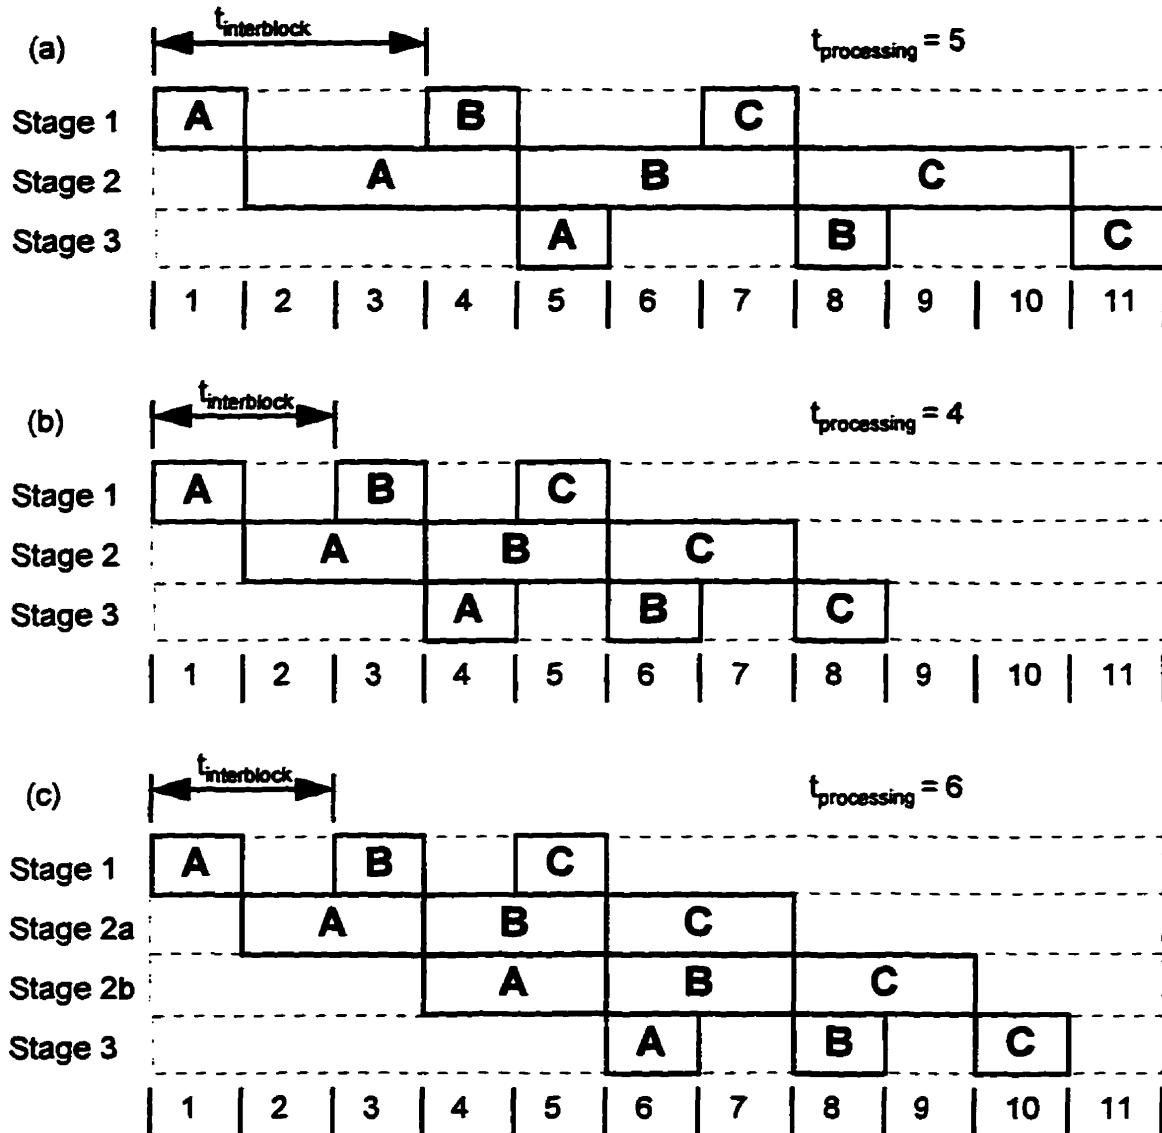 (a) t_interblock t_processing = 5
Stage 1 A B C
Stage 2 A B C
Stage 3 A B C
1 2 3 4 5 6 7 8 9 10 11
(b) t_interblock t_processing = 4
Stage 1 A B C
Stage 2 A B C
Stage 3 A B C
1 2 3 4 5 6 7 8 9 10 11
(c) t_interblock t_processing = 6
Stage 1 A B C
Stage 2a A B C
Stage 2b A B C
Stage 3 A B C
1 2 3 4 5 6 7 8 9 10 11